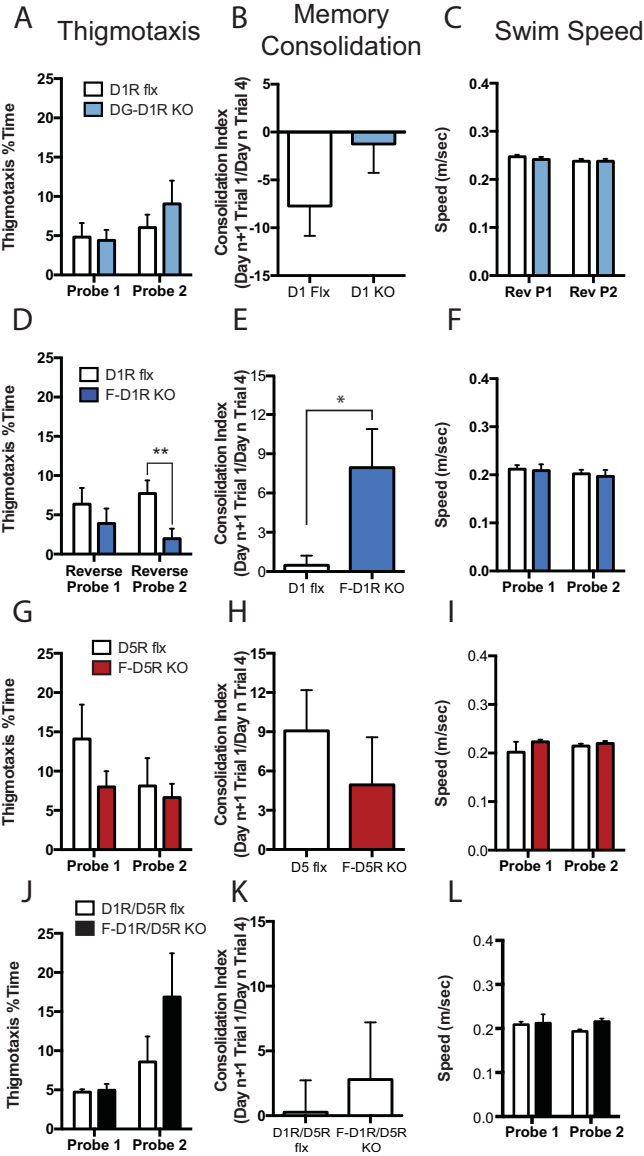 A Thigmotaxis
B Memory Consolidation
C Swim Speed
D1R flx
DG-D1R KO
Thigmotaxis %Time
25
20
15
10
5
0
Probe 1 Probe 2
Consolidation Index
(Day n+1 Trial 1/Day n Trial 4)
0
-5
-10
-15
D1 Flx D1 KO
Speed (m/sec)
0.4
0.3
0.2
0.1
0.0
Rev P1 Rev P2
D
D1R flx
F-D1R KO
Thigmotaxis %Time
25
20
15
10
5
0
**
Reverse Reverse
Probe 1 Probe 2
E
Consolidation Index
(Day n+1 Trial 1/Day n Trial 4)
15
12
9
6
3
0
*
D1 flx F-D1R KO
F
Speed (m/sec)
0.4
0.3
0.2
0.1
0.0
Probe 1 Probe 2
G
D5R flx
F-D5R KO
Thigmotaxis %Time
25
20
15
10
5
0
Probe 1 Probe 2
H
Consolidation Index
(Day n+1 Trial 1/Day n Trial 4)
15
12
9
6
3
0
D5 flx F-D5R KO
I
Speed (m/sec)
0.4
0.3
0.2
0.1
0.0
Probe 1 Probe 2
J
D1R/D5R flx
F-D1R/D5R KO
Thigmotaxis %Time
25
20
15
10
5
0
Probe 1 Probe 2
K
Consolidation Index
(Day n+1 Trial 1/Day n Trial 4)
15
10
5
0
D1R/D5R F-D1R/D5R
flx KO
L
Speed (m/sec)
0.4
0.3
0.2
0.1
0.0
Probe 1 Probe 2